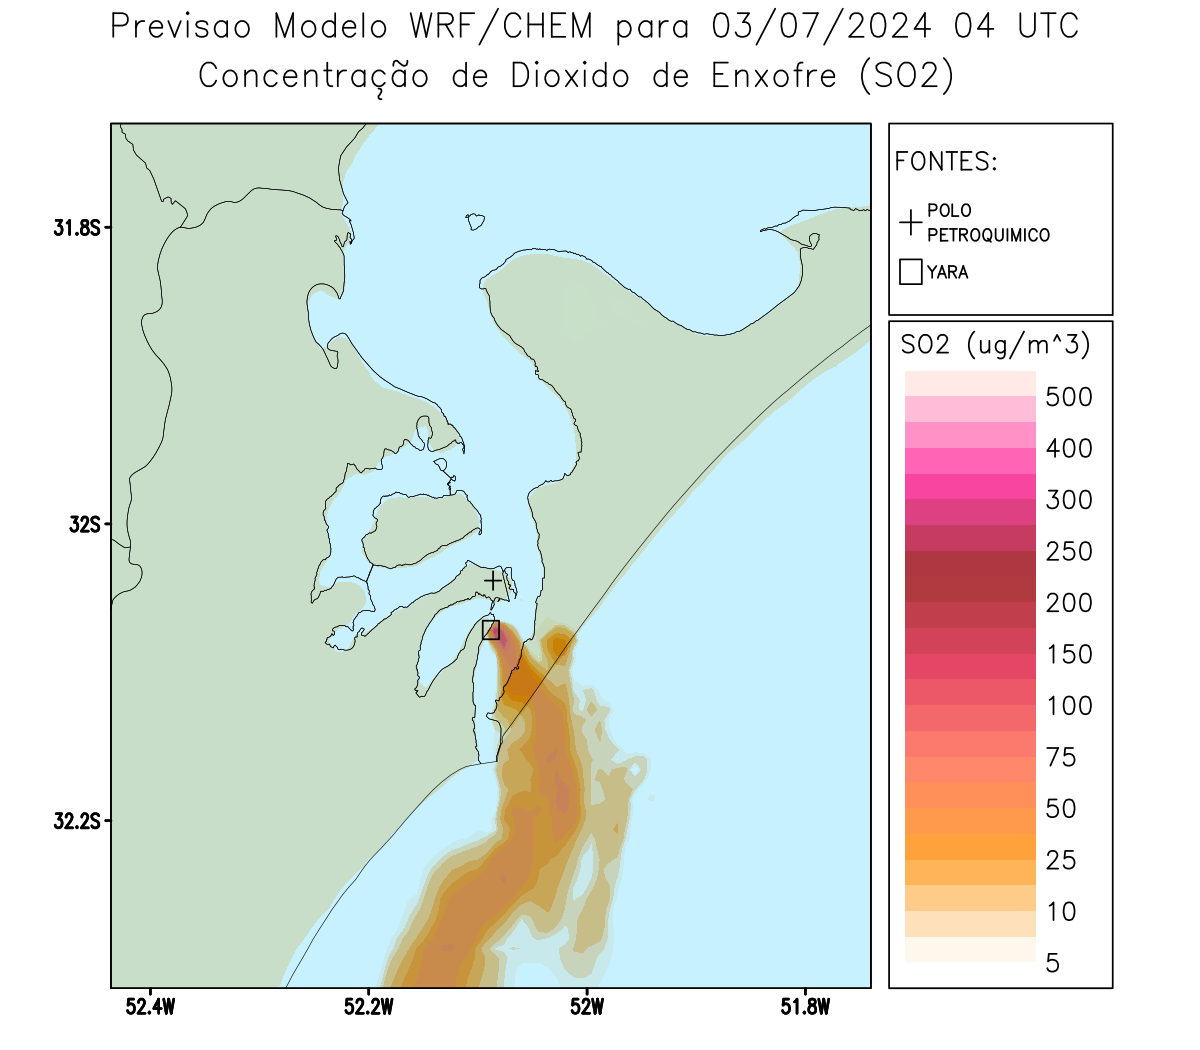 Previsao Modelo WRF/CHEM para 03/07/2024 04 UTC
Concentração de Dioxido de Enxofre (SO2)
FONTES:
POLO
PETROQUIMICO
YARA
31.8S
32S
32.2S
52.4W
52.2W
52W
51.8W
SO2 (ug/m^3)
500
400
300
250
200
150
100
75
50
25
10
5